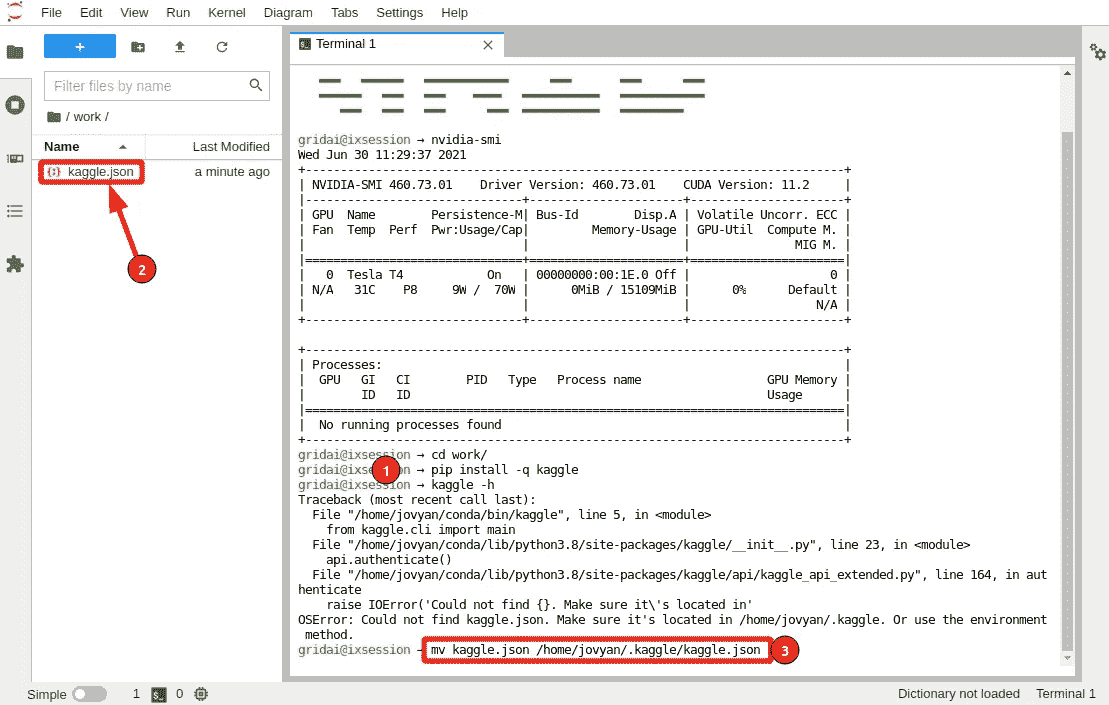 File Edit View Run Kernel Diagram Tabs Settings Help
+
Filter files by name
/ work /
Name Last Modified
kaggle.json a minute ago
2
Terminal 1
gridai@ixsession → nvidia-smi
Wed Jun 30 11:29:37 2021
+-----------------------------------------------------------------------------+
| NVIDIA-SMI 460.73.01    Driver Version: 460.73.01    CUDA Version: 11.2     |
|-------------------------------+----------------------+----------------------+
| GPU  Name        Persistence-M| Bus-Id        Disp.A | Volatile Uncorr. ECC |
| Fan  Temp  Perf  Pwr:Usage/Cap|         Memory-Usage | GPU-Util  Compute M. |
|                               |                      |               MIG M. |
|===============================+======================+======================|
|   0  Tesla T4            On   | 00000000:00:1E.0 Off |                    0 |
| N/A   31C    P8     9W /  70W |      0MiB / 15109MiB |      0%      Default |
|                               |                      |                  N/A |
+-------------------------------+----------------------+----------------------+
+-----------------------------------------------------------------------------+
| Processes:                                                                  |
|  GPU   GI   CI        PID   Type   Process name                  GPU Memory |
|        ID   ID                                                   Usage      |
|=============================================================================|
|  No running processes found                                                 |
+-----------------------------------------------------------------------------+
gridai@ixsession → cd work/
gridai@ixse 1 n → pip install -q kaggle
gridai@ixsession → kaggle -h
Traceback (most recent call last):
  File "/home/jovyan/conda/bin/kaggle", line 5, in <module>
    from kaggle.cli import main
  File "/home/jovyan/conda/lib/python3.8/site-packages/kaggle/__init__.py", line 23, in <module>
    api.authenticate()
  File "/home/jovyan/conda/lib/python3.8/site-packages/kaggle/api/kaggle_api_extended.py", line 164, in aut
henticate
    raise IOError('Could not find {}. Make sure it\'s located in'
OSError: Could not find kaggle.json. Make sure it's located in /home/jovyan/.kaggle. Or use the environment
 method.
gridai@ixsession → mv kaggle.json /home/jovyan/.kaggle/kaggle.json 3
Simple 1 $_ 0 Dictionary not loaded Terminal 1